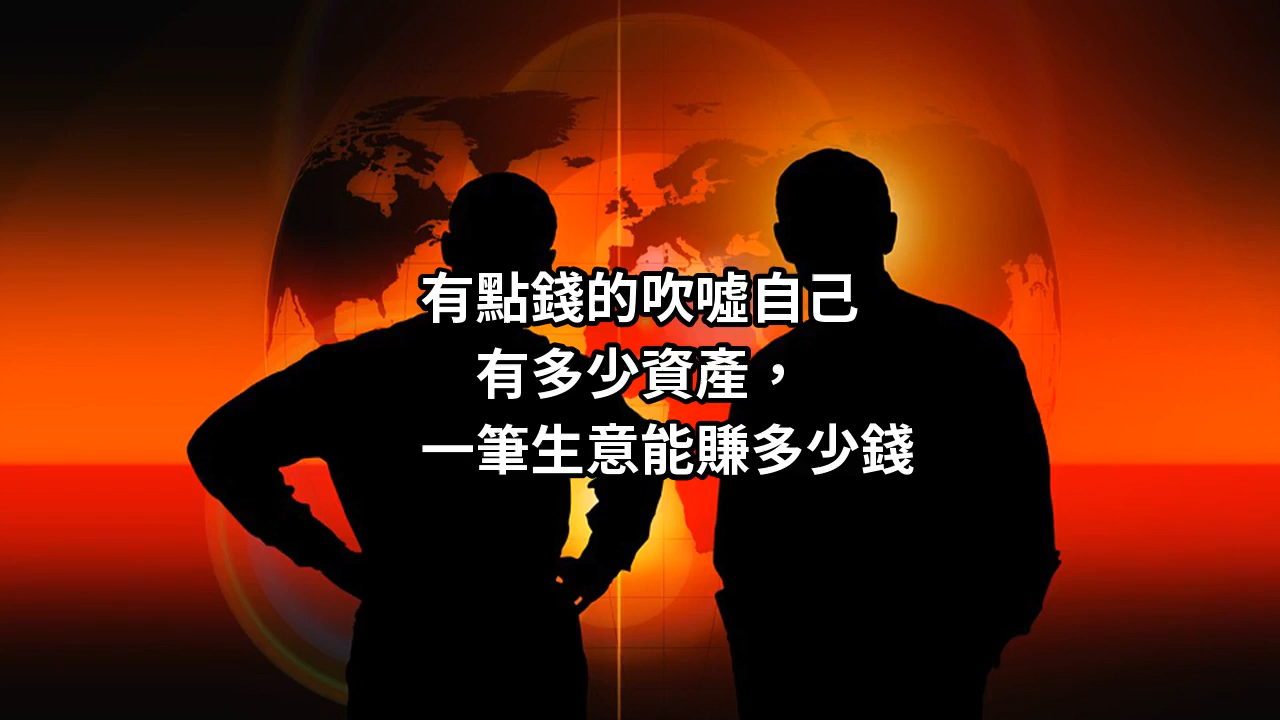 有點錢的吹噓自己
有多少資產，
一筆生意能賺多少錢